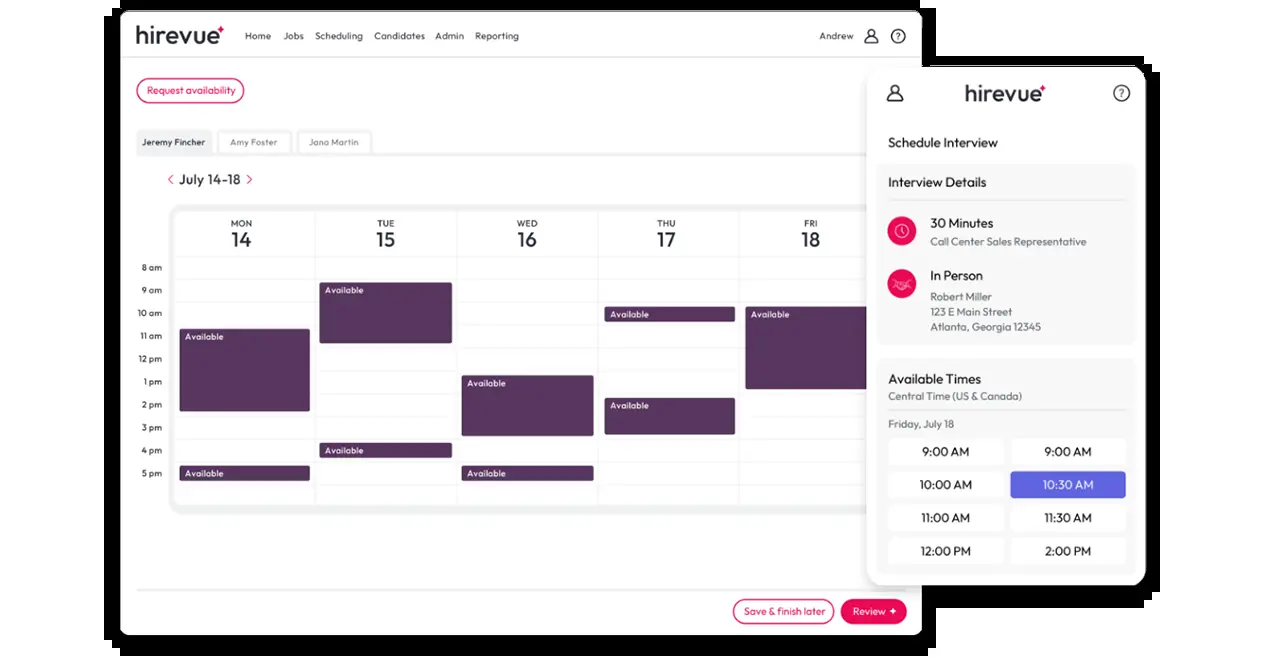 hirevue
Home Jobs Scheduling Candidates Admin Reporting
Andrew ?
Request availability
Jeremy Fincher Amy Foster Jana Martin
< July 14-18 >
MON TUE WED THU FRI
14 15 16 17 18
8 am
9 am
Available
10 am
Available Available
11 am
Available
12 pm
1 pm
Available
2 pm
Available
3 pm
4 pm
Available
5 pm
Available Available
Save & finish later Review +
hirevue ?
Schedule Interview
Interview Details
30 Minutes
Call Center Sales Representative
In Person
Robert Miller
123 E Main Street
Atlanta, Georgia 12345
Available Times
Central Time (US & Canada)
Friday, July 18
9:00 AM 9:00 AM
10:00 AM 10:30 AM
11:00 AM 11:30 AM
12:00 PM 2:00 PM